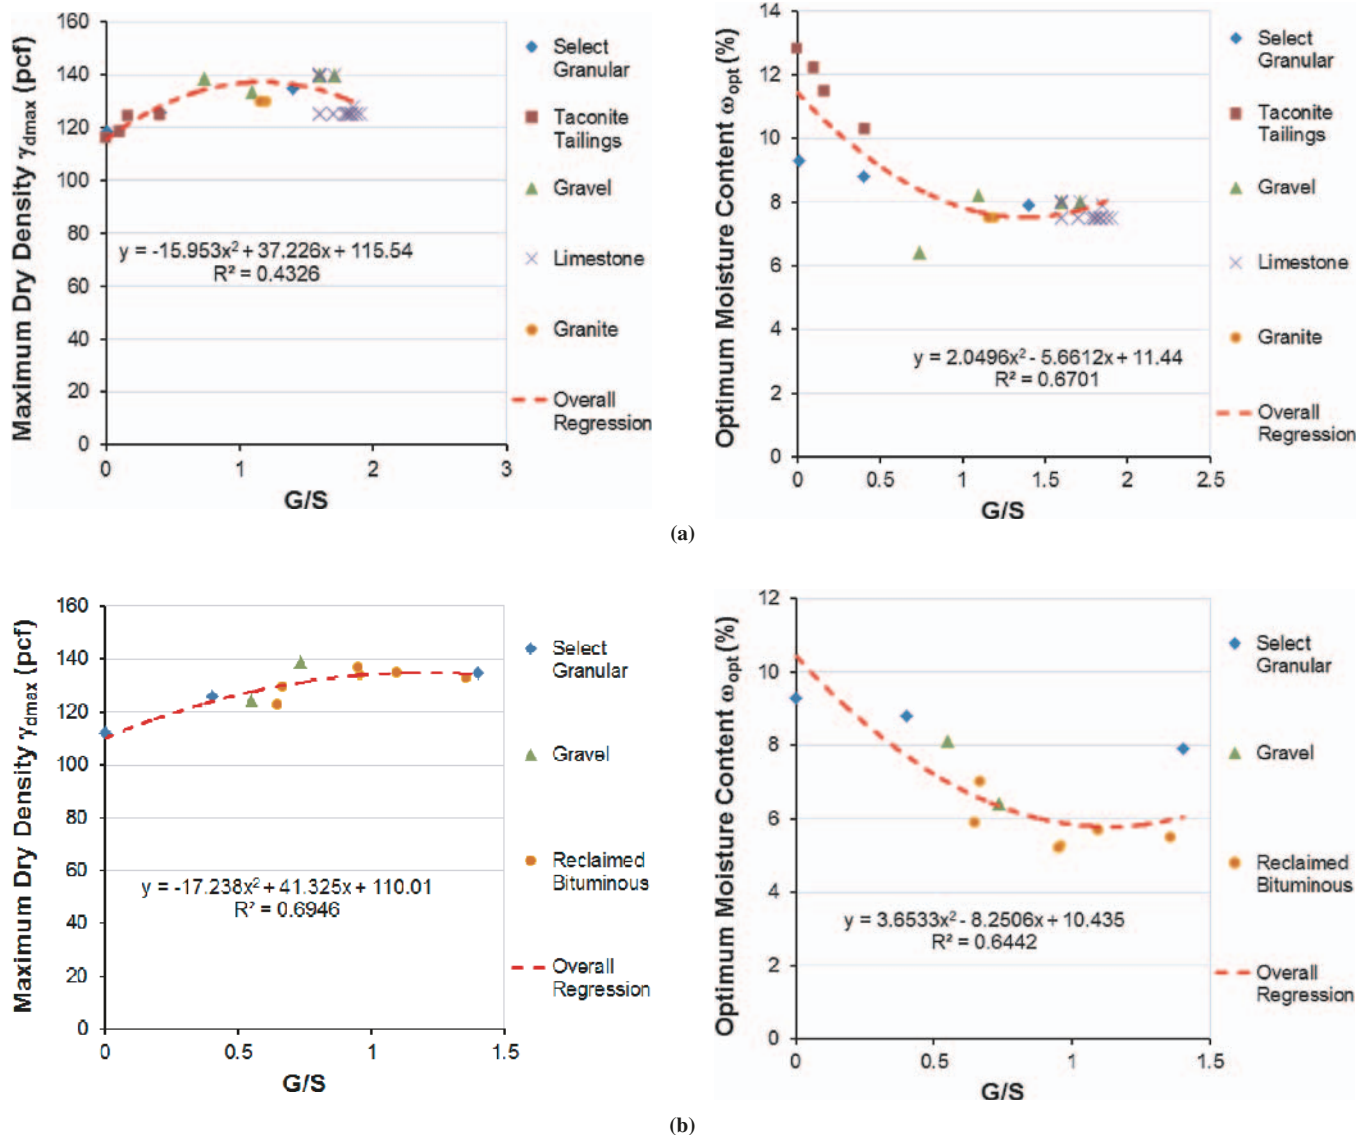 Maximum Dry Density γdmax (pcf)
160
140
120
100
80
60
40
20
0
0
1
2
3
G/S
y = -15.953x² + 37.226x + 115.54
R² = 0.4326
Select
Granular
Taconite
Tailings
Gravel
Limestone
Granite
Overall
Regression
Optimum Moisture Content ωopt(%)
14
12
10
8
6
4
2
0
0
0.5
1
1.5
2
2.5
G/S
y = 2.0496x² - 5.6612x + 11.44
R² = 0.6701
Select
Granular
Taconite
Tailings
Gravel
Limestone
Granite
Overall
Regression
(a)
Maximum Dry Density γdmax (pcf)
160
140
120
100
80
60
40
20
0
0
0.5
1
1.5
G/S
y = -17.238x² + 41.325x + 110.01
R² = 0.6946
Select
Granular
Gravel
Reclaimed
Bituminous
Overall
Regression
Optimum Moisture Content ωopt(%)
12
10
8
6
4
2
0
0
0.5
1
1.5
G/S
y = 3.6533x² - 8.2506x + 10.435
R² = 0.6442
Select
Granular
Gravel
Reclaimed
Bituminous
Overall
Regression
(b)